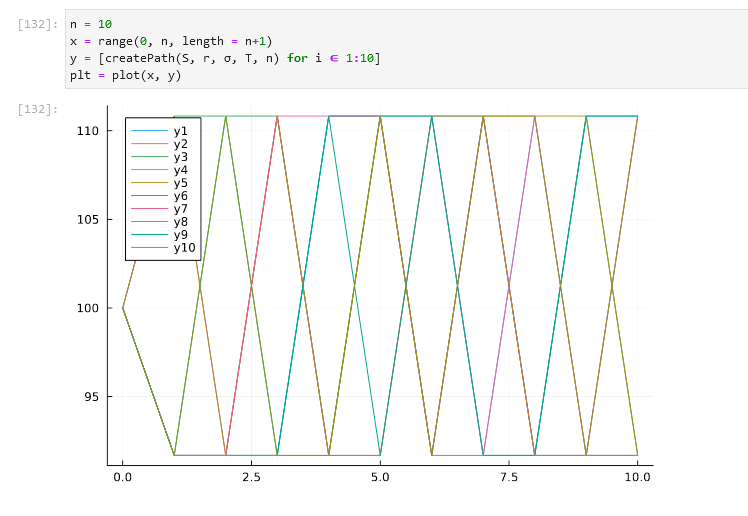 [132]:
n = 10
x = range(0, n, length = n+1)
y = [createPath(S, r, σ, T, n) for i ∈ 1:10]
plt = plot(x, y)
[132]:
110
105
100
95
y1
y2
y3
y4
y5
y6
y7
y8
y9
y10
0.0 2.5 5.0 7.5 10.0